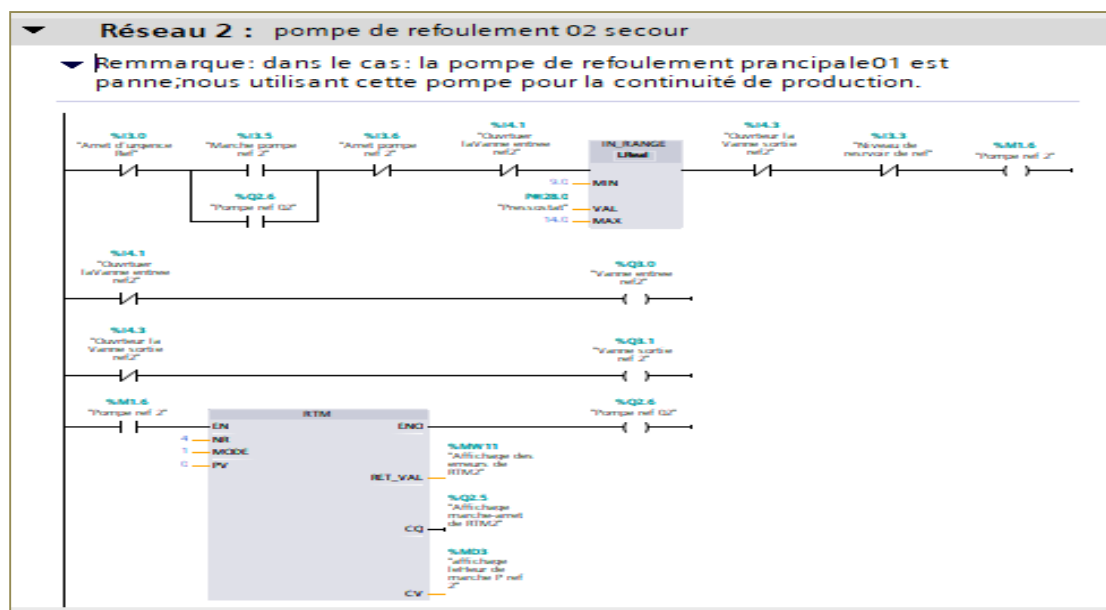 Réseau 2 : pompe de refoulement 02 secour
Remmarque: dans le cas: la pompe de refoulement prancipale01 est
panne;nous utilisant cette pompe pour la continuité de production.
%I3.0
"Arret d'urgence
Ref"
%I3.5
"Marche pompe
ref 2"
%I3.6
"Arret pompe
ref 2"
%I4.1
"Ouvrtuer
laVanne entree
ref2"
IN_RANGE
LReal
%I4.3
"Ouvrteur la
Vanne sortie
ref2"
%I3.3
"Niveau de
reservoir de ref"
%M1.6
"Pompe ref 2"
9.0
MIN
"Pressostat"
VAL
14.0
MAX
%Q2.6
"Pompe ref 02"
%I4.1
"Ouvrtuer
laVanne entree
ref2"
%Q3.0
"Vanne entree
ref2"
%I4.3
"Ouvrteur la
Vanne sortie
ref2"
%Q3.1
"Vanne sortie
ref 2"
%M1.6
"Pompe ref 2"
RTM
%Q2.6
"Pompe ref 02"
EN
ENO
4
NR
1
MODE
0
PV
%MW11
"Affichage des
erreurs de
RTM2"
RET_VAL
%Q2.5
"Affichage
marche-arret
de RTM2"
CQ
%MD3
"affichage
leHeur de
marche P ref
2"
CV